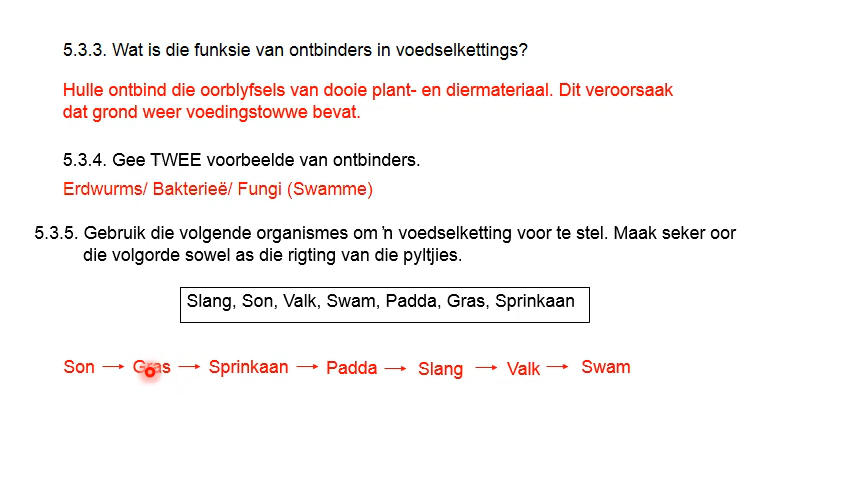 5.3.3. Wat is die funksie van ontbinders in voedselkettings?
Hulle ontbind die oorblyfsels van dooie plant- en diermateriaal. Dit veroorsaak
dat grond weer voedingstowwe bevat.
5.3.4. Gee TWEE voorbeelde van ontbinders.
Erdwurms/ Bakterieë/ Fungi (Swamme)
5.3.5. Gebruik die volgende organismes om 'n voedselketting voor te stel. Maak seker oor
die volgorde sowel as die rigting van die pyltjies.
Slang, Son, Valk, Swam, Padda, Gras, Sprinkaan
Son → Gras → Sprinkaan → Padda → Slang → Valk → Swam